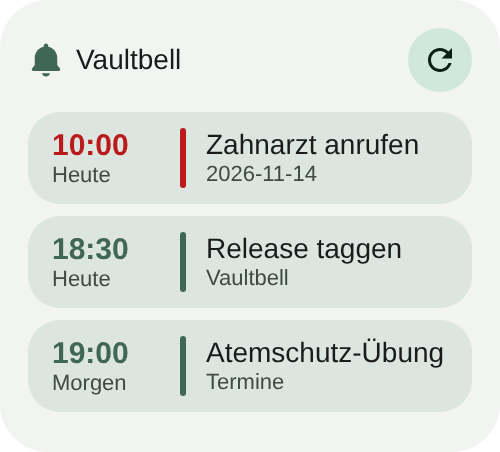 Vaultbell
10:00
Heute
Zahnarzt anrufen
2026-11-14
18:30
Heute
Release taggen
Vaultbell
19:00
Morgen
Atemschutz-Übung
Termine